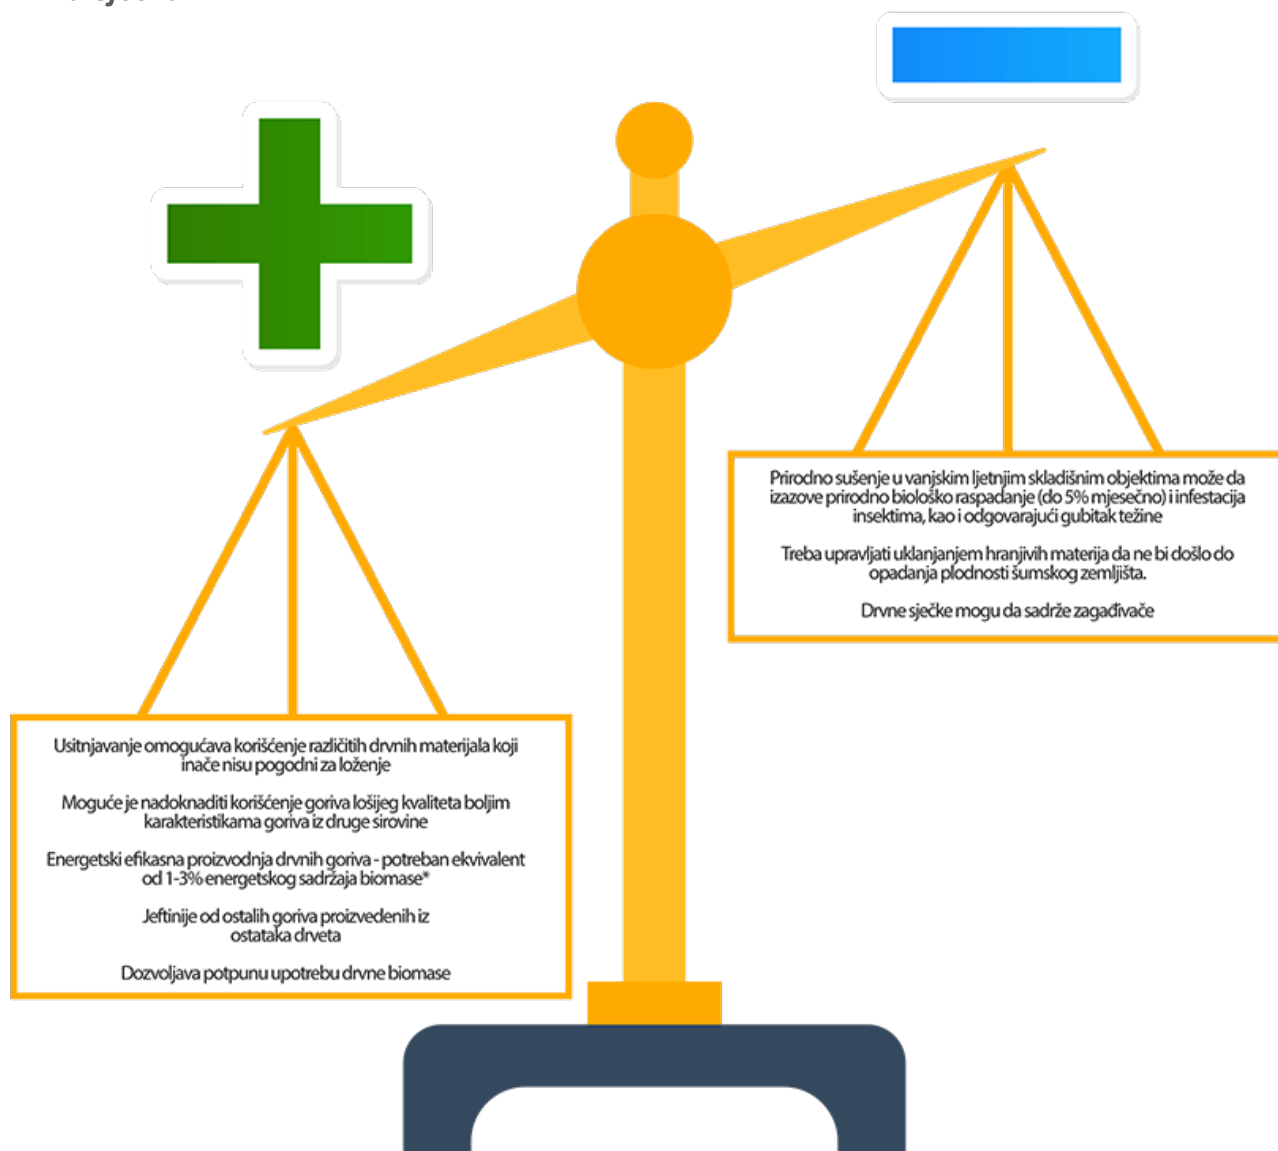 Prirodno sušenje u vanjskim ljetnjim skladišnim objektima može da
izazove prirodno biološko raspadanje (do 5% mjesečno) i infestacija
insektima, kao i odgovarajući gubitak težine
Treba upravljati uklanjanjem hranjivih materija da ne bi došlo do
opadanja plodnosti šumskog zemljišta.
Drvne sječke mogu da sadrže zagađivače
Usitnjavanje omogućava korišćenje različitih drvnih materijala koji
inače nisu pogodni za loženje
Moguće je nadoknaditi korišćenje goriva lošijeg kvaliteta boljim
karakteristikama goriva iz druge sirovine
Energetski efikasna proizvodnja drvnih goriva - potreban ekvivalent
od 1-3% energetskog sadržaja biomase*
Jeftinije od ostalih goriva proizvedenih iz
ostataka drveta
Dozvoljava potpunu upotrebu drvne biomase